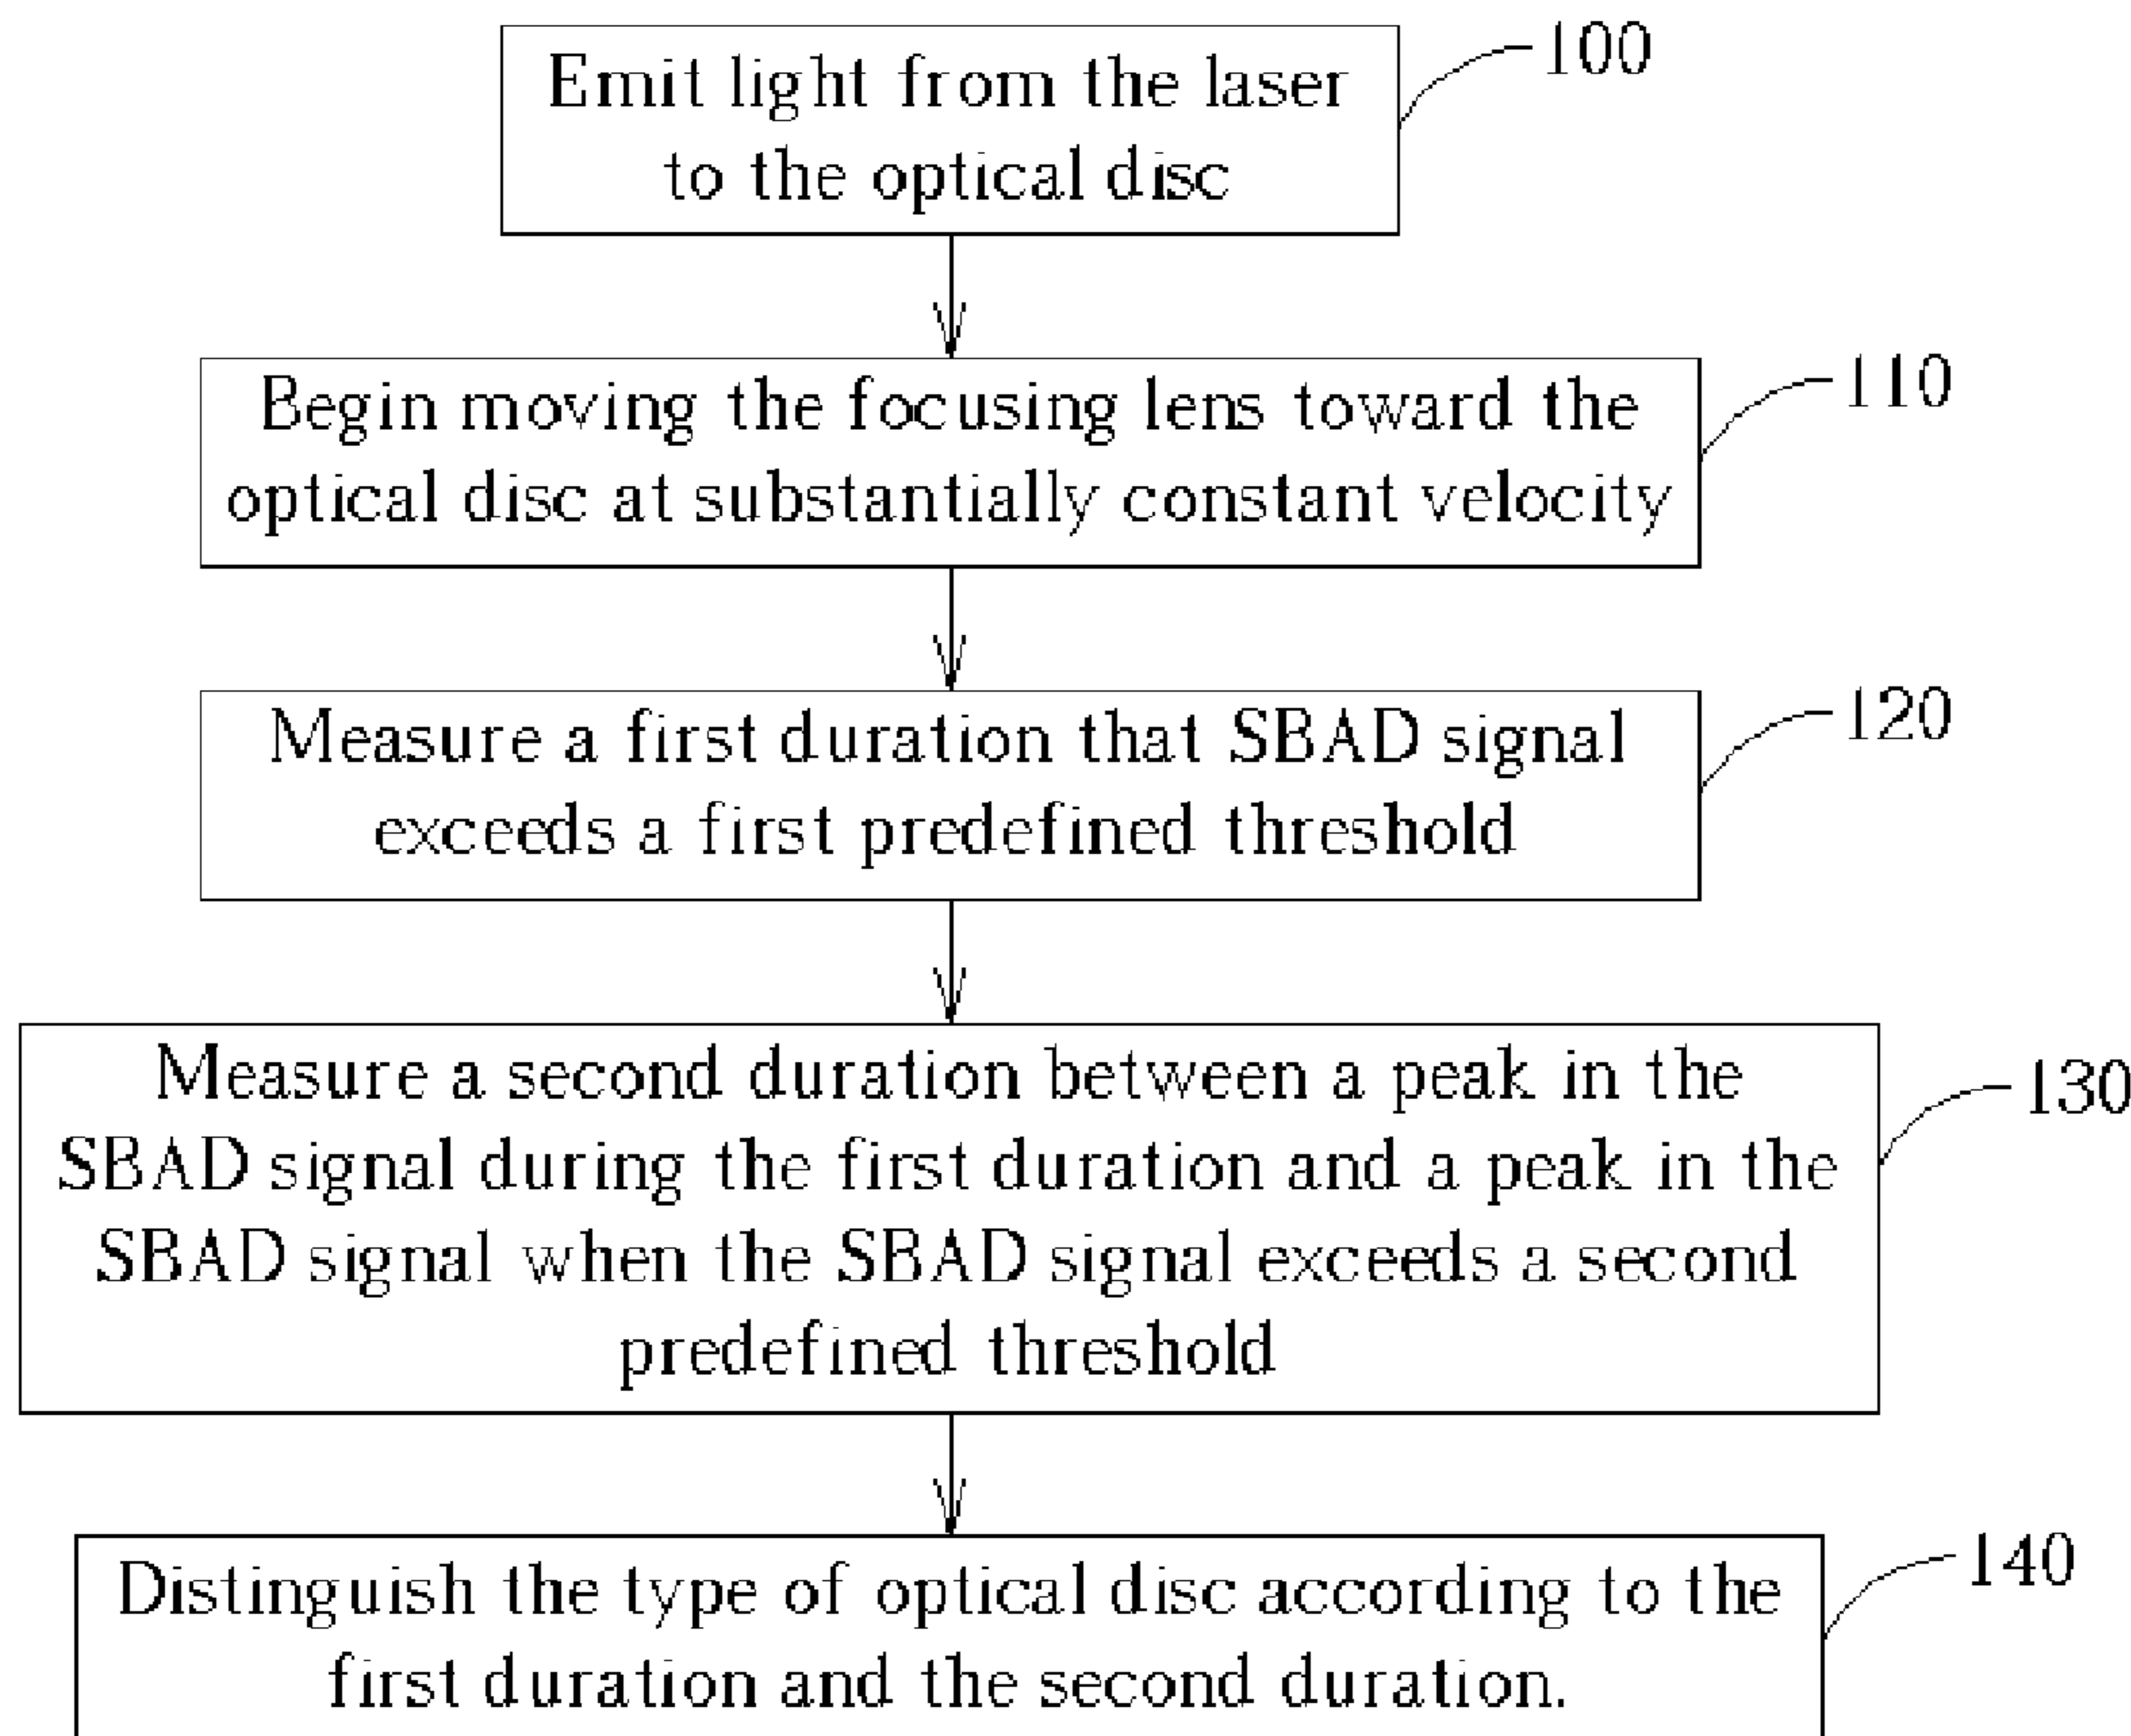 Emit light from the laser
to the optical disc
100
Begin moving the focusing lens toward the
optical disc at substantially constant velocity
110
Measure a first duration that SBAD signal
exceeds a first predefined threshold
120
Measure a second duration between a peak in the
SBAD signal during the first duration and a peak in the
SBAD signal when the SBAD signal exceeds a second
predefined threshold
130
Distinguish the type of optical disc according to the
first duration and the second duration.
140